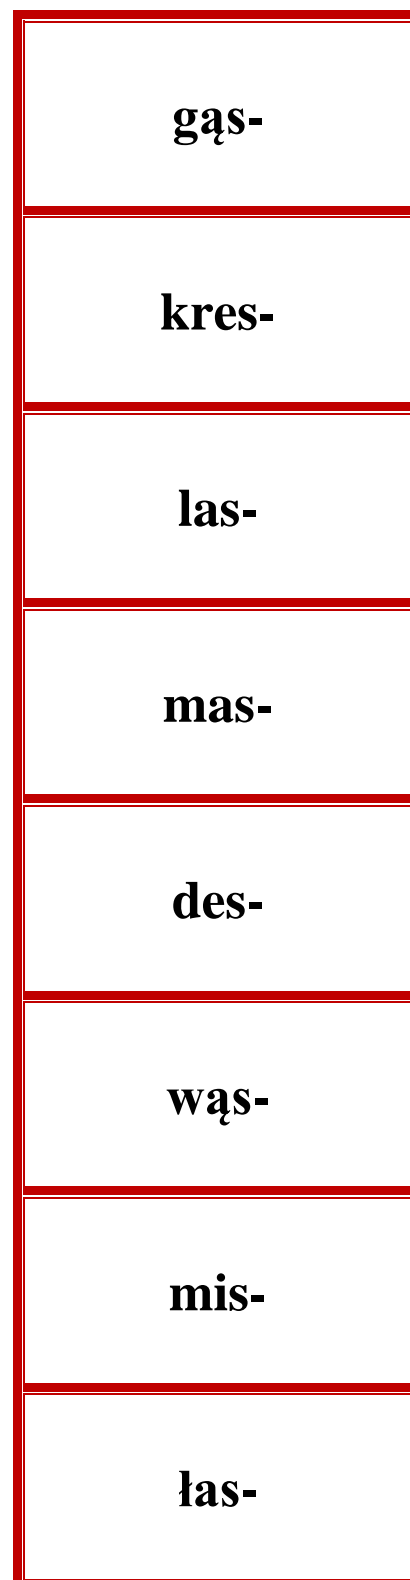 gąs-
kres-
las-
mas-
des-
wąs-
mis-
łas-